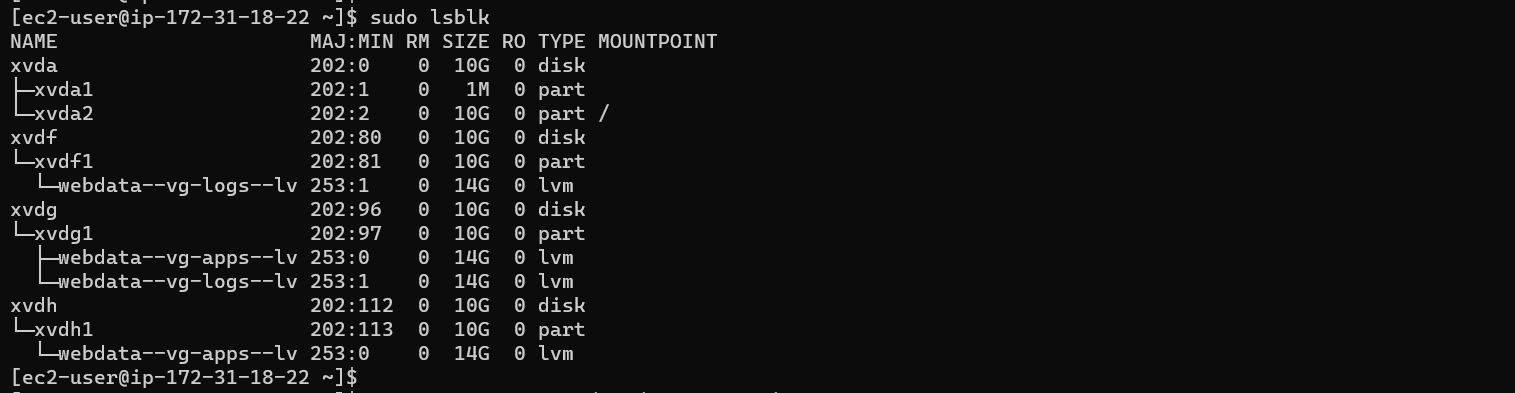 [ec2-user@ip-172-31-18-22 ~]$ sudo lsblk
NAME                     MAJ:MIN RM SIZE RO TYPE MOUNTPOINT
xvda                     202:0    0  10G  0 disk
├─xvda1                  202:1    0   1M  0 part
└─xvda2                  202:2    0  10G  0 part /
xvdf                     202:80   0  10G  0 disk
└─xvdf1                  202:81   0  10G  0 part
  └─webdata--vg-logs--lv 253:1    0  14G  0 lvm
xvdg                     202:96   0  10G  0 disk
└─xvdg1                  202:97   0  10G  0 part
  ├─webdata--vg-apps--lv 253:0    0  14G  0 lvm
  └─webdata--vg-logs--lv 253:1    0  14G  0 lvm
xvdh                     202:112  0  10G  0 disk
└─xvdh1                  202:113  0  10G  0 part
  └─webdata--vg-apps--lv 253:0    0  14G  0 lvm
[ec2-user@ip-172-31-18-22 ~]$